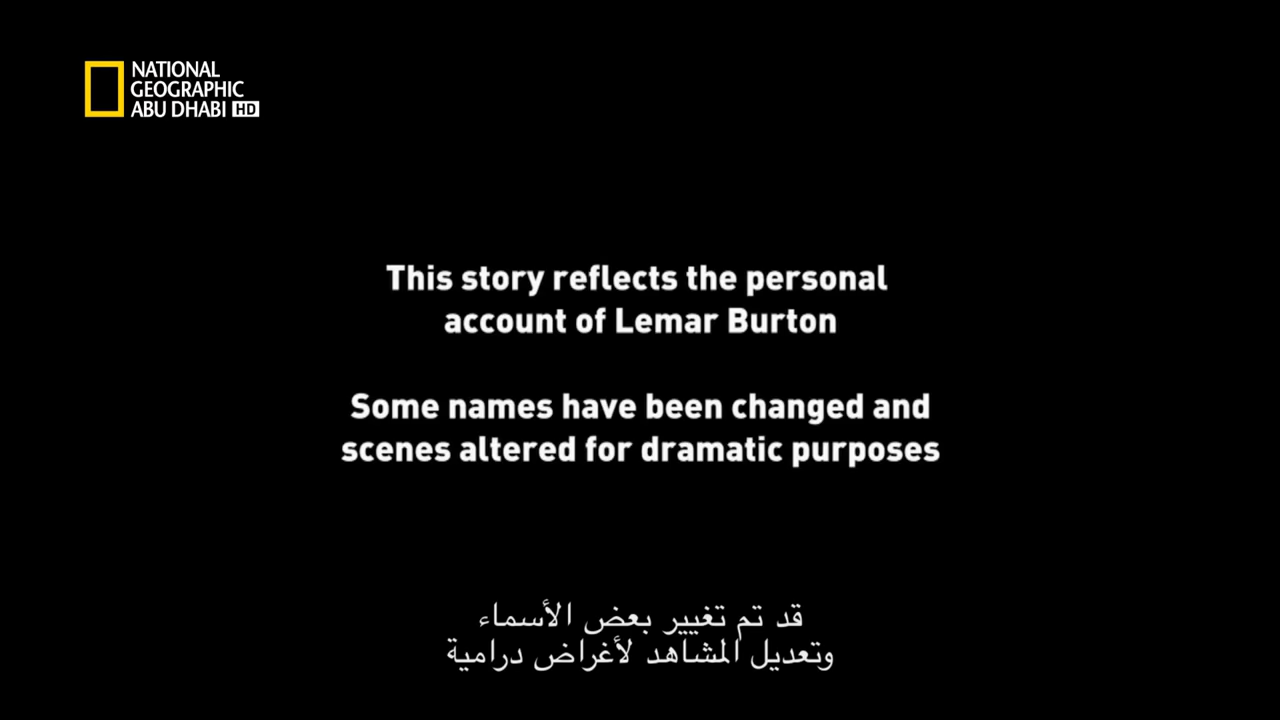 NATIONAL
GEOGRAPHIC
ABU DHABI HD
This story reflects the personal
account of Lemar Burton
Some names have been changed and
scenes altered for dramatic purposes
قد تم تغيير بعض الأسماء
وتعديل المشاهد لأغراض درامية